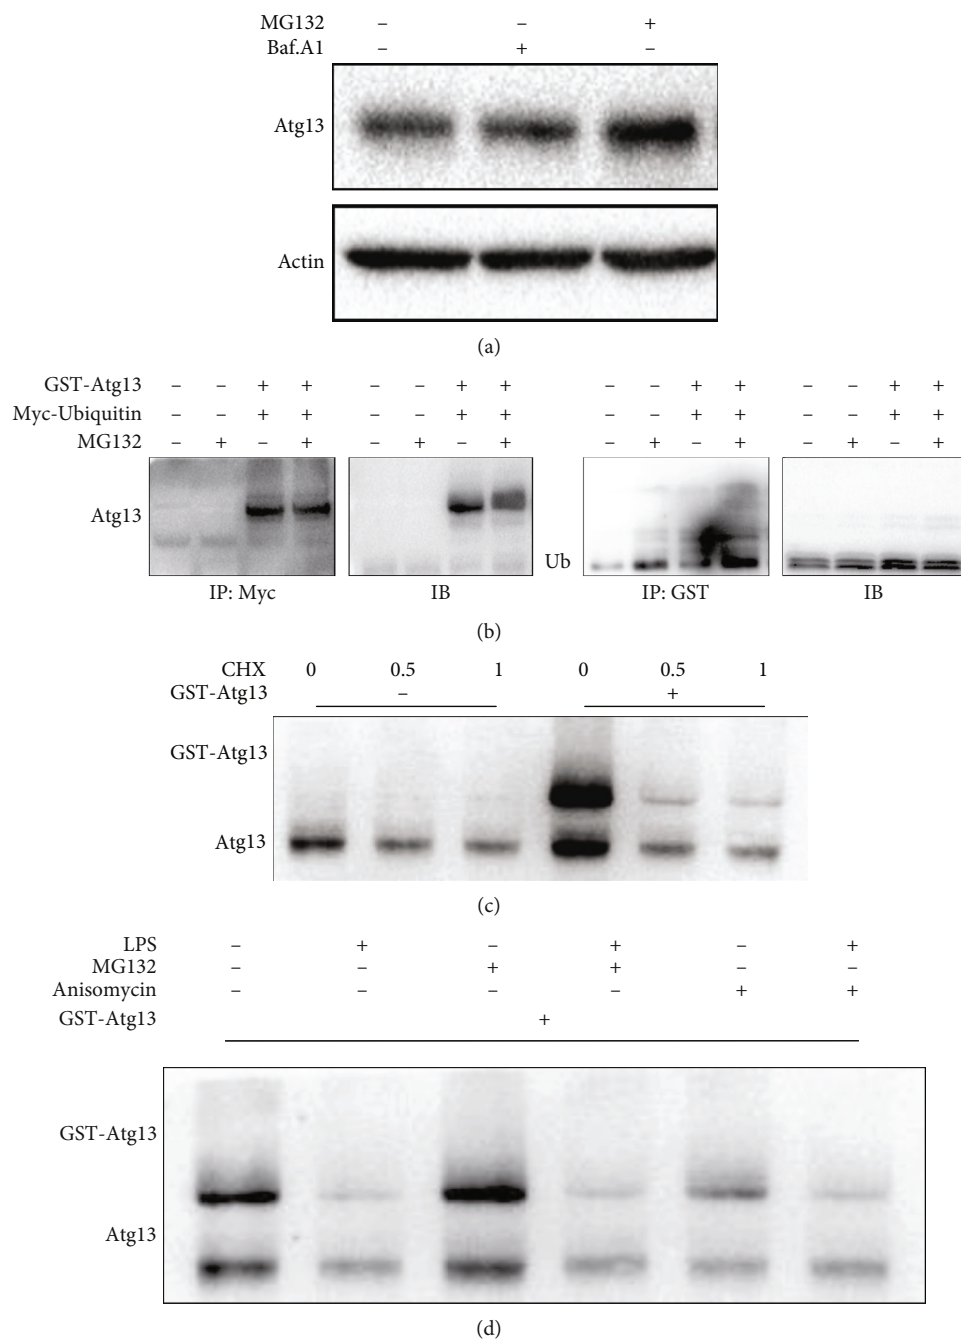 MG132 – – +
Baf.A1 – + –
Atg13
Actin
(a)
GST-Atg13 – – + + – – + + – – + + – – + +
Myc-Ubiquitin – – + + – – + + – – + + – – + +
MG132 – + – + – + – + – + – + – + – +
Atg13
Ub
IP: Myc IB IP: GST IB
(b)
CHX 0 0.5 1 0 0.5 1
GST-Atg13 – +
GST-Atg13
Atg13
(c)
LPS – + – + – +
MG132 – – + + – –
Anisomycin – – – – + +
GST-Atg13 +
GST-Atg13
Atg13
(d)